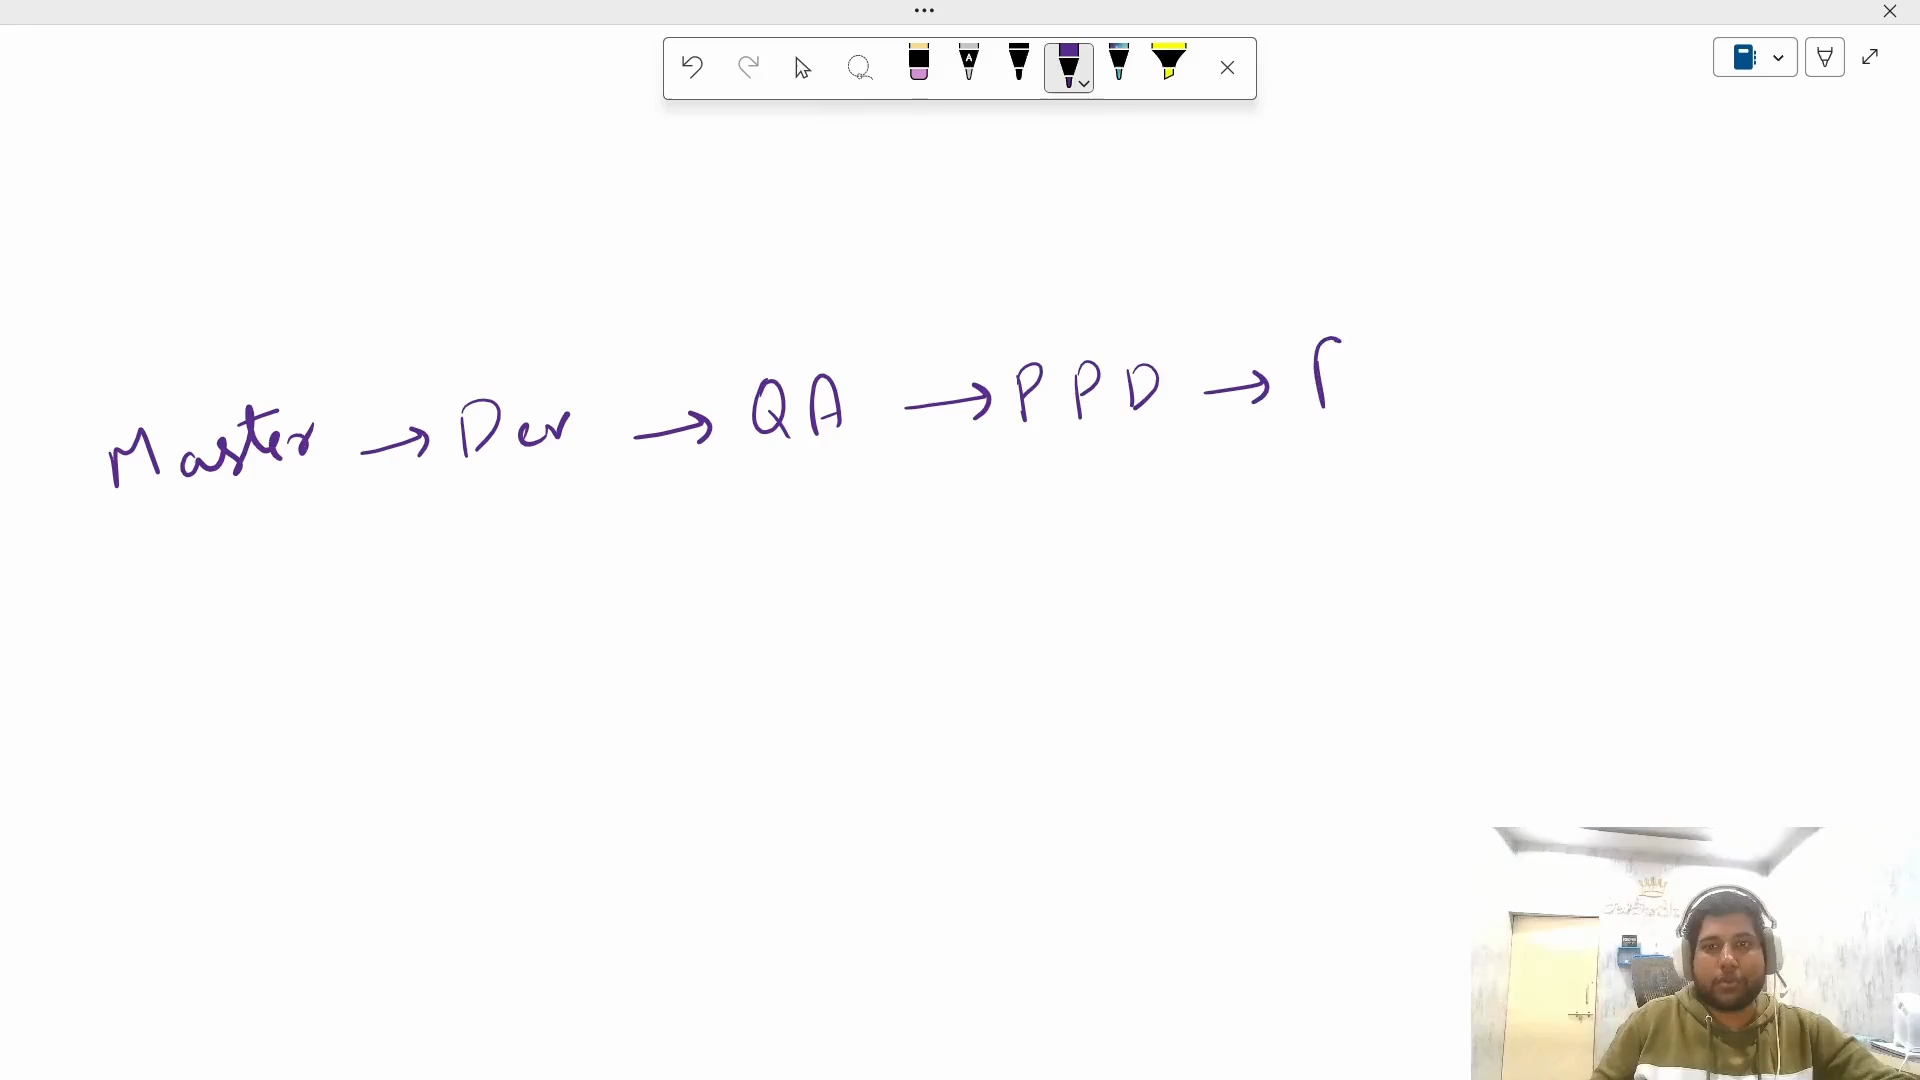 Master → Dev → QA → PPD → P